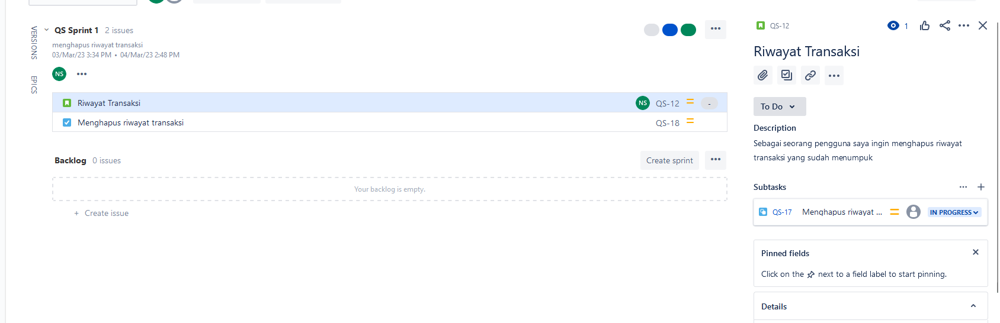 VERSIONS
EPICS
QS Sprint 1 2 issues
menghapus riwayat transaksi
03/Mar/23 3:34 PM • 04/Mar/23 2:48 PM
NS
Riwayat Transaksi NS QS-12 -
Menghapus riwayat transaksi QS-18
Backlog 0 issues Create sprint
Your backlog is empty.
+ Create issue
QS-12 1
Riwayat Transaksi
To Do
Description
Sebagai seorang pengguna saya ingin menghapus riwayat
transaksi yang sudah menumpuk
Subtasks
QS-17 Menghapus riwayat ... IN PROGRESS
Pinned fields
Click on the next to a field label to start pinning.
Details